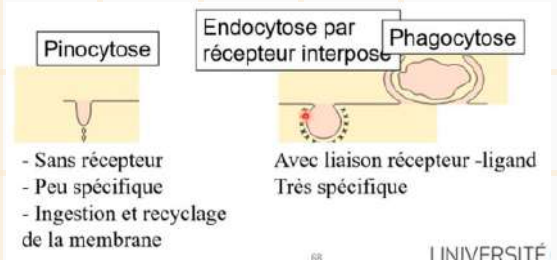 Pinocytose
Endocytose par
récepteur interposé
Phagocytose
- Sans récepteur
- Peu spécifique
- Ingestion et recyclage
de la membrane
Avec liaison récepteur -ligand
Très spécifique
68
UNIVERSITÉ